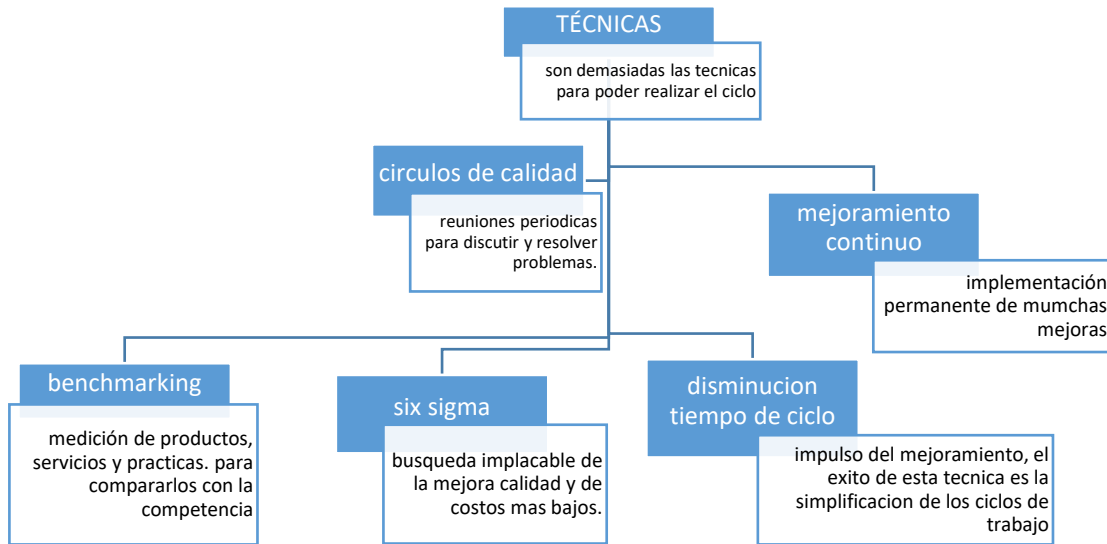 TÉCNICAS
son demasiadas las tecnicas
para poder realizar el ciclo
circulos de calidad
reuniones periodicas
para discutir y resolver
problemas.
mejoramiento
continuo
implementación
permanente de mumchas
mejoras
benchmarking
medición de productos,
servicios y practicas. para
compararlos con la
competencia
six sigma
busqueda implacable de
la mejora calidad y de
costos mas bajos.
disminucion
tiempo de ciclo
impulso del mejoramiento, el
exito de esta tecnica es la
simplificacion de los ciclos de
trabajo